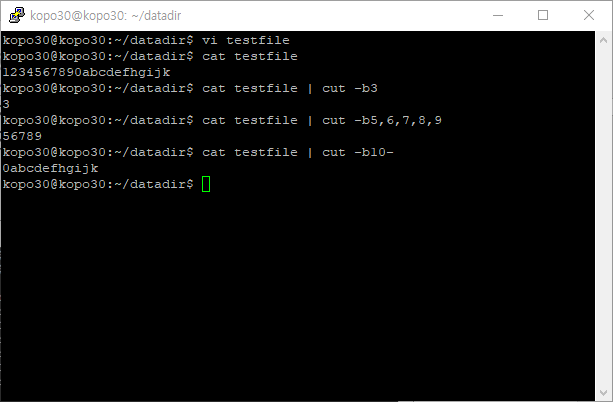 kopo30@kopo30: ~/datadir
kopo30@kopo30:~/datadir$ vi testfile
kopo30@kopo30:~/datadir$ cat testfile
1234567890abcdefhgijk
kopo30@kopo30:~/datadir$ cat testfile | cut -b3
3
kopo30@kopo30:~/datadir$ cat testfile | cut -b5,6,7,8,9
56789
kopo30@kopo30:~/datadir$ cat testfile | cut -b10-
0abcdefhgijk
kopo30@kopo30:~/datadir$